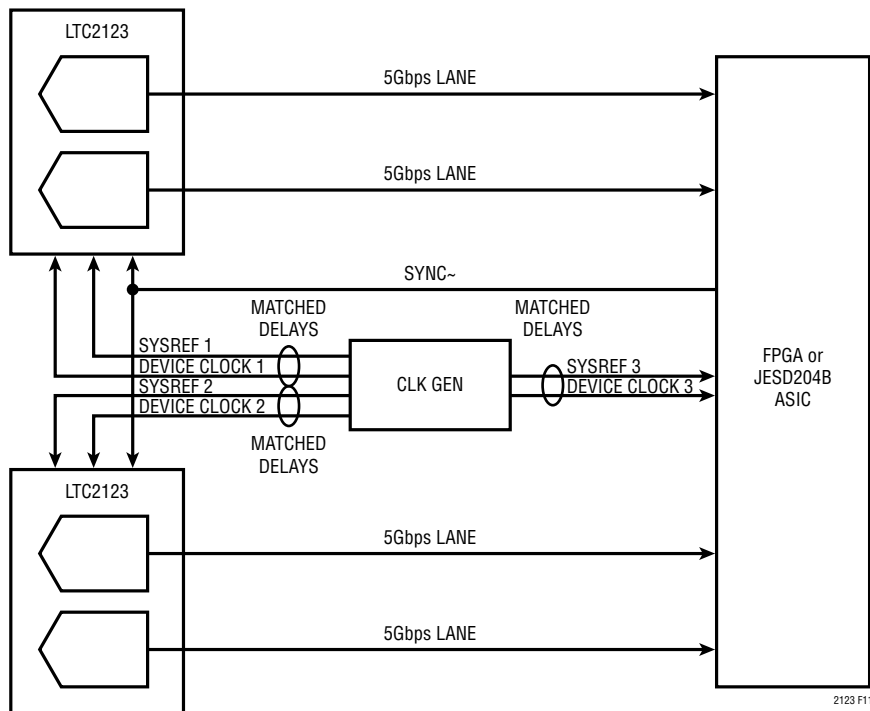 LTC2123
5Gbps LANE
5Gbps LANE
SYNC~
MATCHED
DELAYS
MATCHED
DELAYS
SYSREF 1
DEVICE CLOCK 1
SYSREF 2
DEVICE CLOCK 2
CLK GEN
SYSREF 3
DEVICE CLOCK 3
FPGA or
JESD204B
ASIC
MATCHED
DELAYS
LTC2123
5Gbps LANE
5Gbps LANE
2123 F11